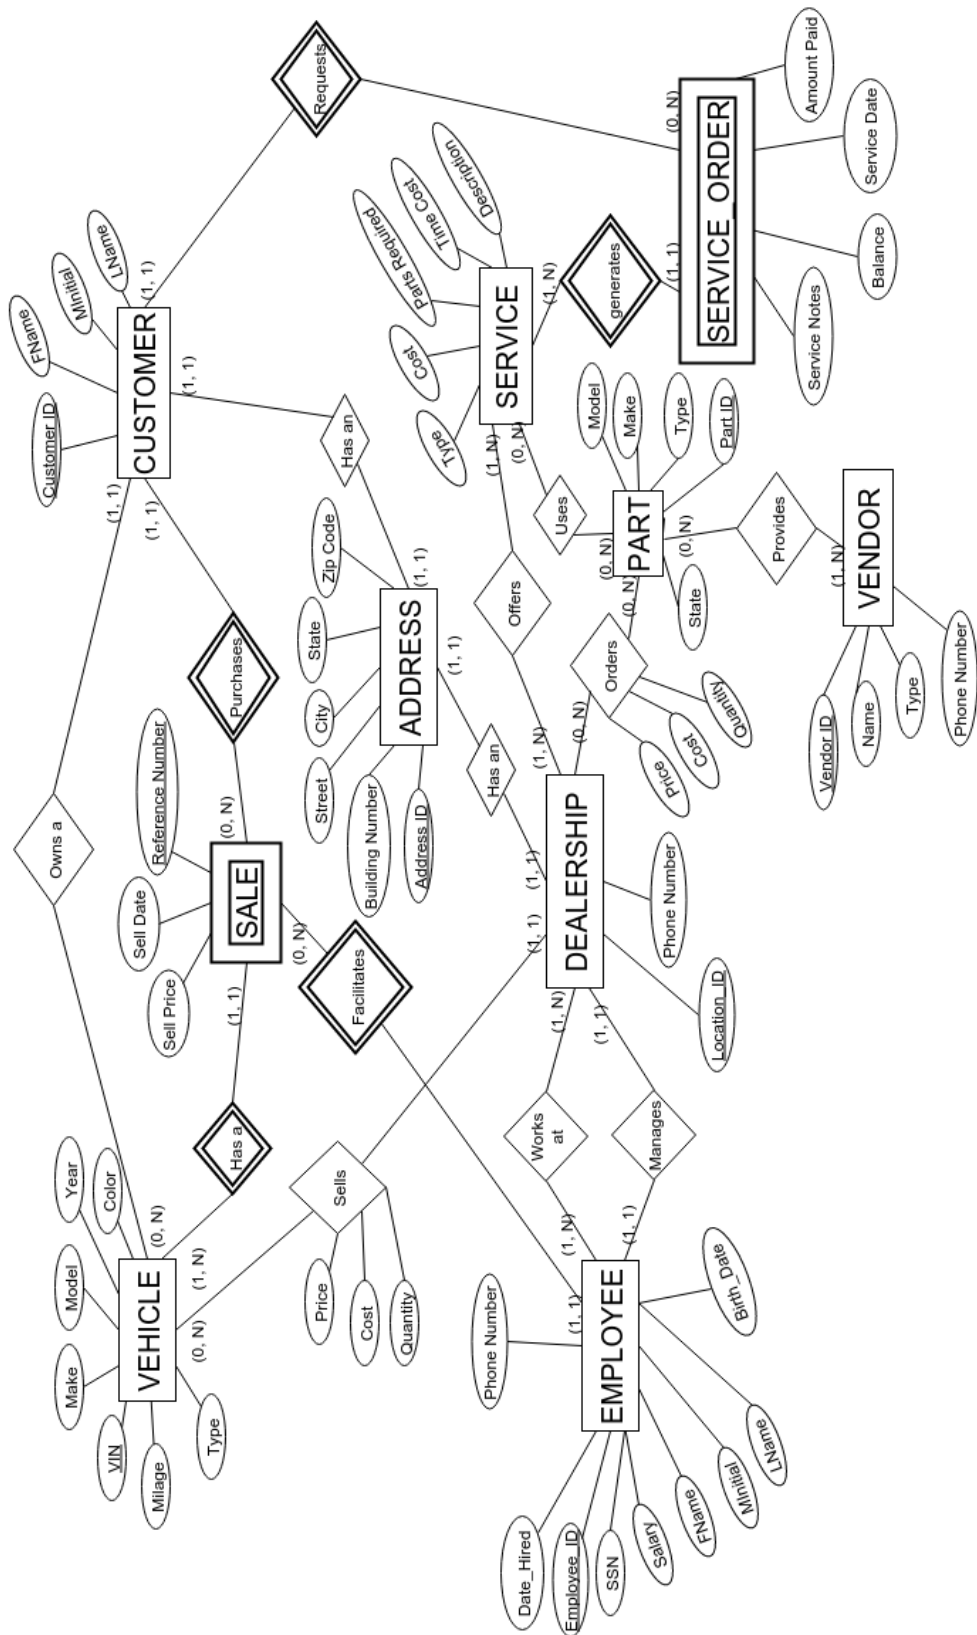 Requests
Amount Paid
(0, N)
SERVICE_ORDER
Service Date
Balance
Service Notes
(1, 1)
generates
(1, N)
Description
Time Cost
Parts Required
Cost
Type
SERVICE
(1, N)
(0, N)
LName
MInitial
FName
Customer ID
CUSTOMER
(1, 1)
(1, 1)
(1, 1)
(1, 1)
Has an
Uses
Model
Make
Type
Part ID
PART
(0, N)
(0, N)
(0, N)
State
Provides
(1, N)
VENDOR
Vendor ID
Name
Type
Phone Number
Offers
Orders
Price
Cost
Quantity
(0, N)
(1, N)
Zip Code
State
City
Street
Building Number
Address ID
ADDRESS
(1, 1)
(1, 1)
Has an
Purchases
Owns a
Reference Number
Sell Date
Sell Price
SALE
(0, N)
(0, N)
(1, 1)
Facilitates
(1, 1)
(1, 1)
DEALERSHIP
Phone Number
Location_ID
(1, N)
(1, 1)
Works
at
Manages
Has a
Sells
Price
Cost
Quantity
Year
Color
Model
Make
VIN
Milage
Type
VEHICLE
(0, N)
(1, N)
(0, N)
(1, N)
(1, 1)
(1, 1)
EMPLOYEE
Phone Number
Birth_Date
Date_Hired
Employee_ID
SSN
Salary
FName
MInitial
LName